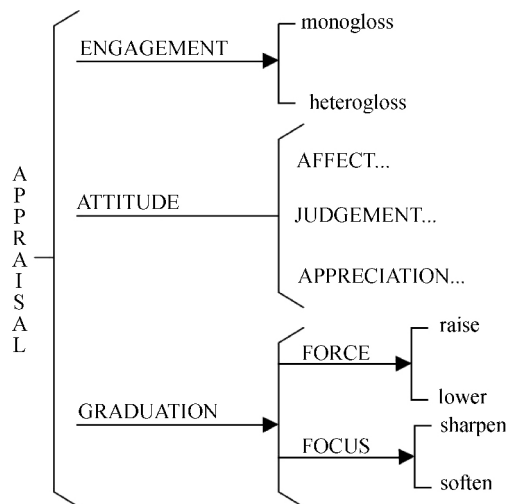 APPRAISAL
ENGAGEMENT
monogloss
heterogloss
ATTITUDE
AFFECT...
JUDGEMENT...
APPRECIATION...
GRADUATION
FORCE
raise
lower
FOCUS
sharpen
soften